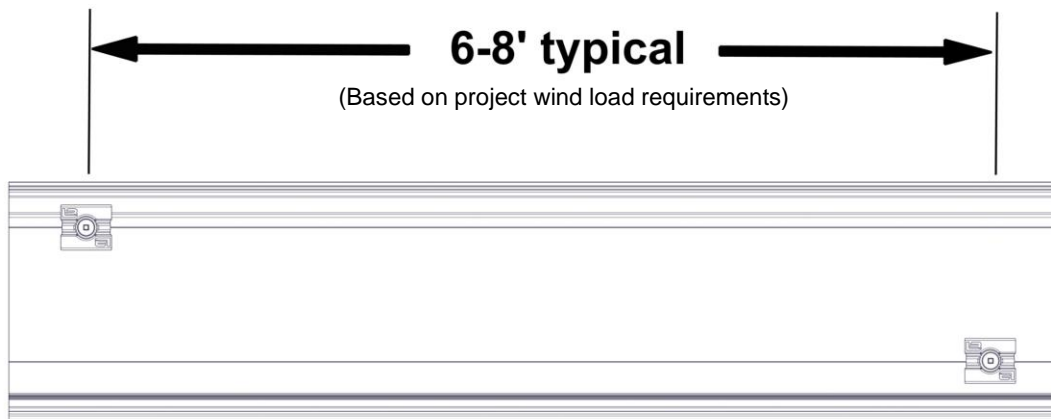 6-8' typical
(Based on project wind load requirements)